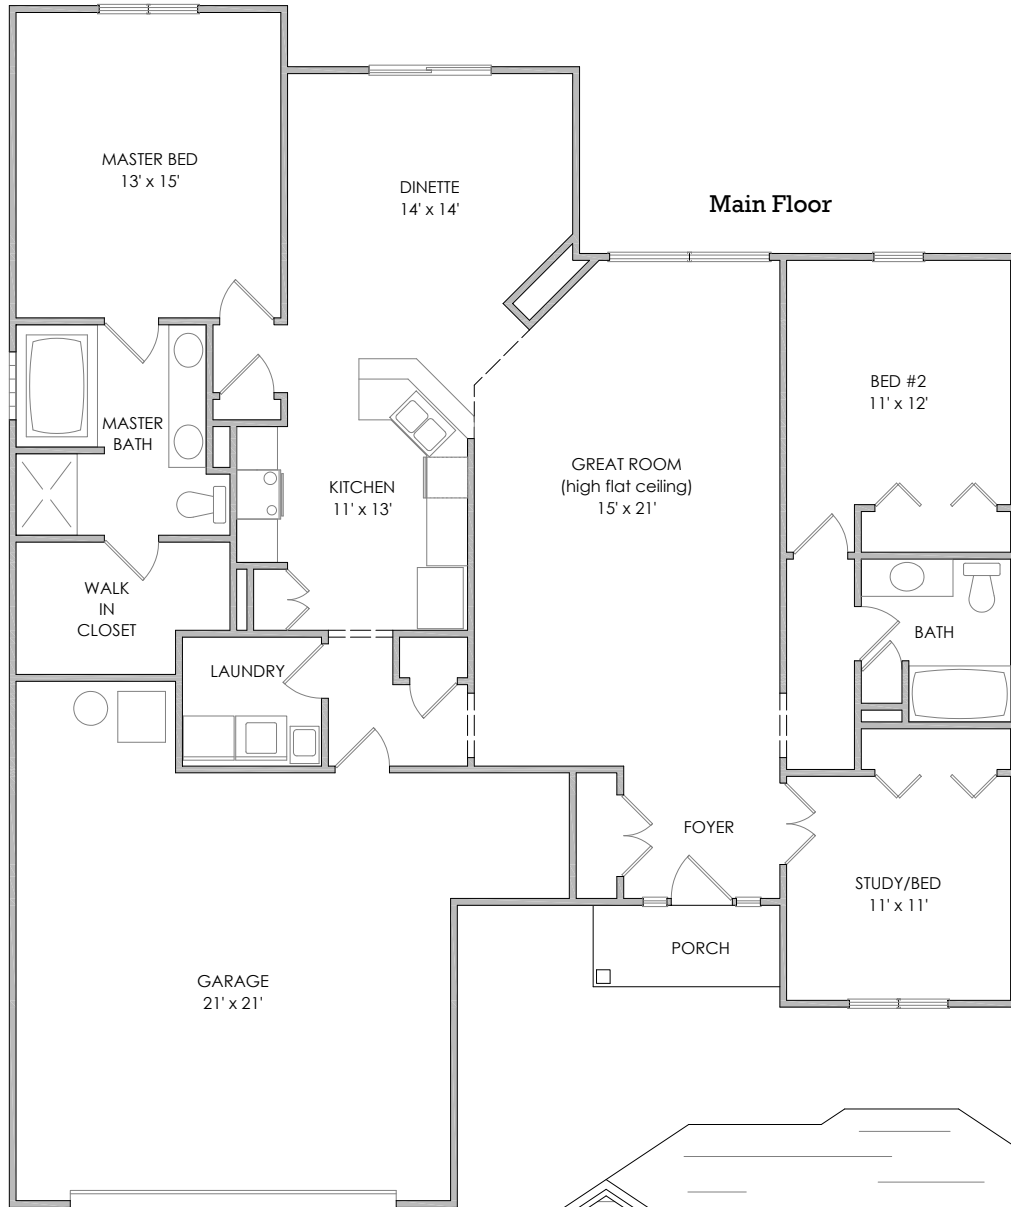 MASTER BED
13' x 15'
DINETTE
14' x 14'
Main Floor
BED #2
11' x 12'
MASTER
BATH
GREAT ROOM
(high flat ceiling)
15' x 21'
KITCHEN
11' x 13'
WALK
IN
CLOSET
BATH
LAUNDRY
FOYER
STUDY/BED
11' x 11'
PORCH
GARAGE
21' x 21'